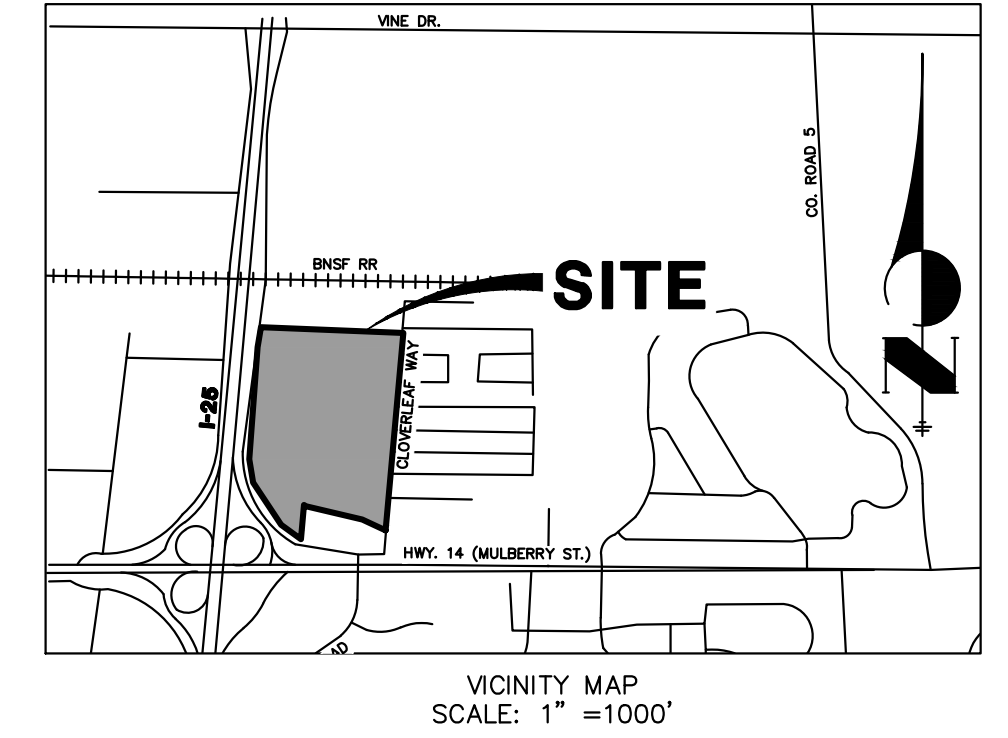 VINE DR.
CO. ROAD 5
BNSF RR
SITE
N
I-25
CLOVERLEAF WAY
HWY. 14 (MULBERRY ST.)
AD
VICINITY MAP
SCALE: 1" =1000'